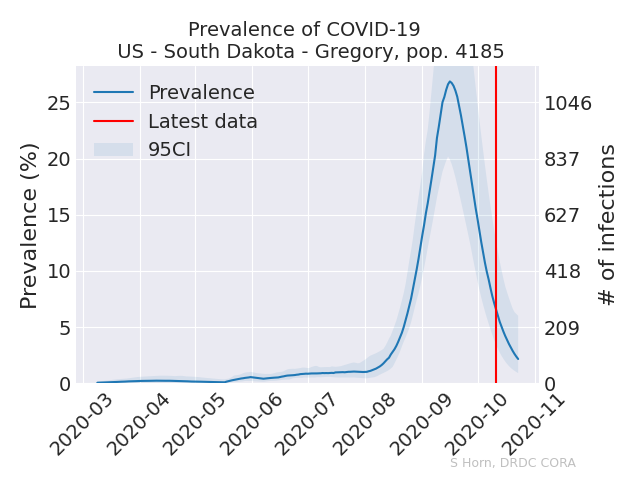 Prevalence of COVID-19
US - South Dakota - Gregory, pop. 4185
Prevalence
Latest data
95CI
Prevalence (%)
25
20
15
10
5
0
1046
837
627
418
209
0
# of infections
2020-03
2020-04
2020-05
2020-06
2020-07
2020-08
2020-09
2020-10
2020-11
S Horn, DRDC CORA